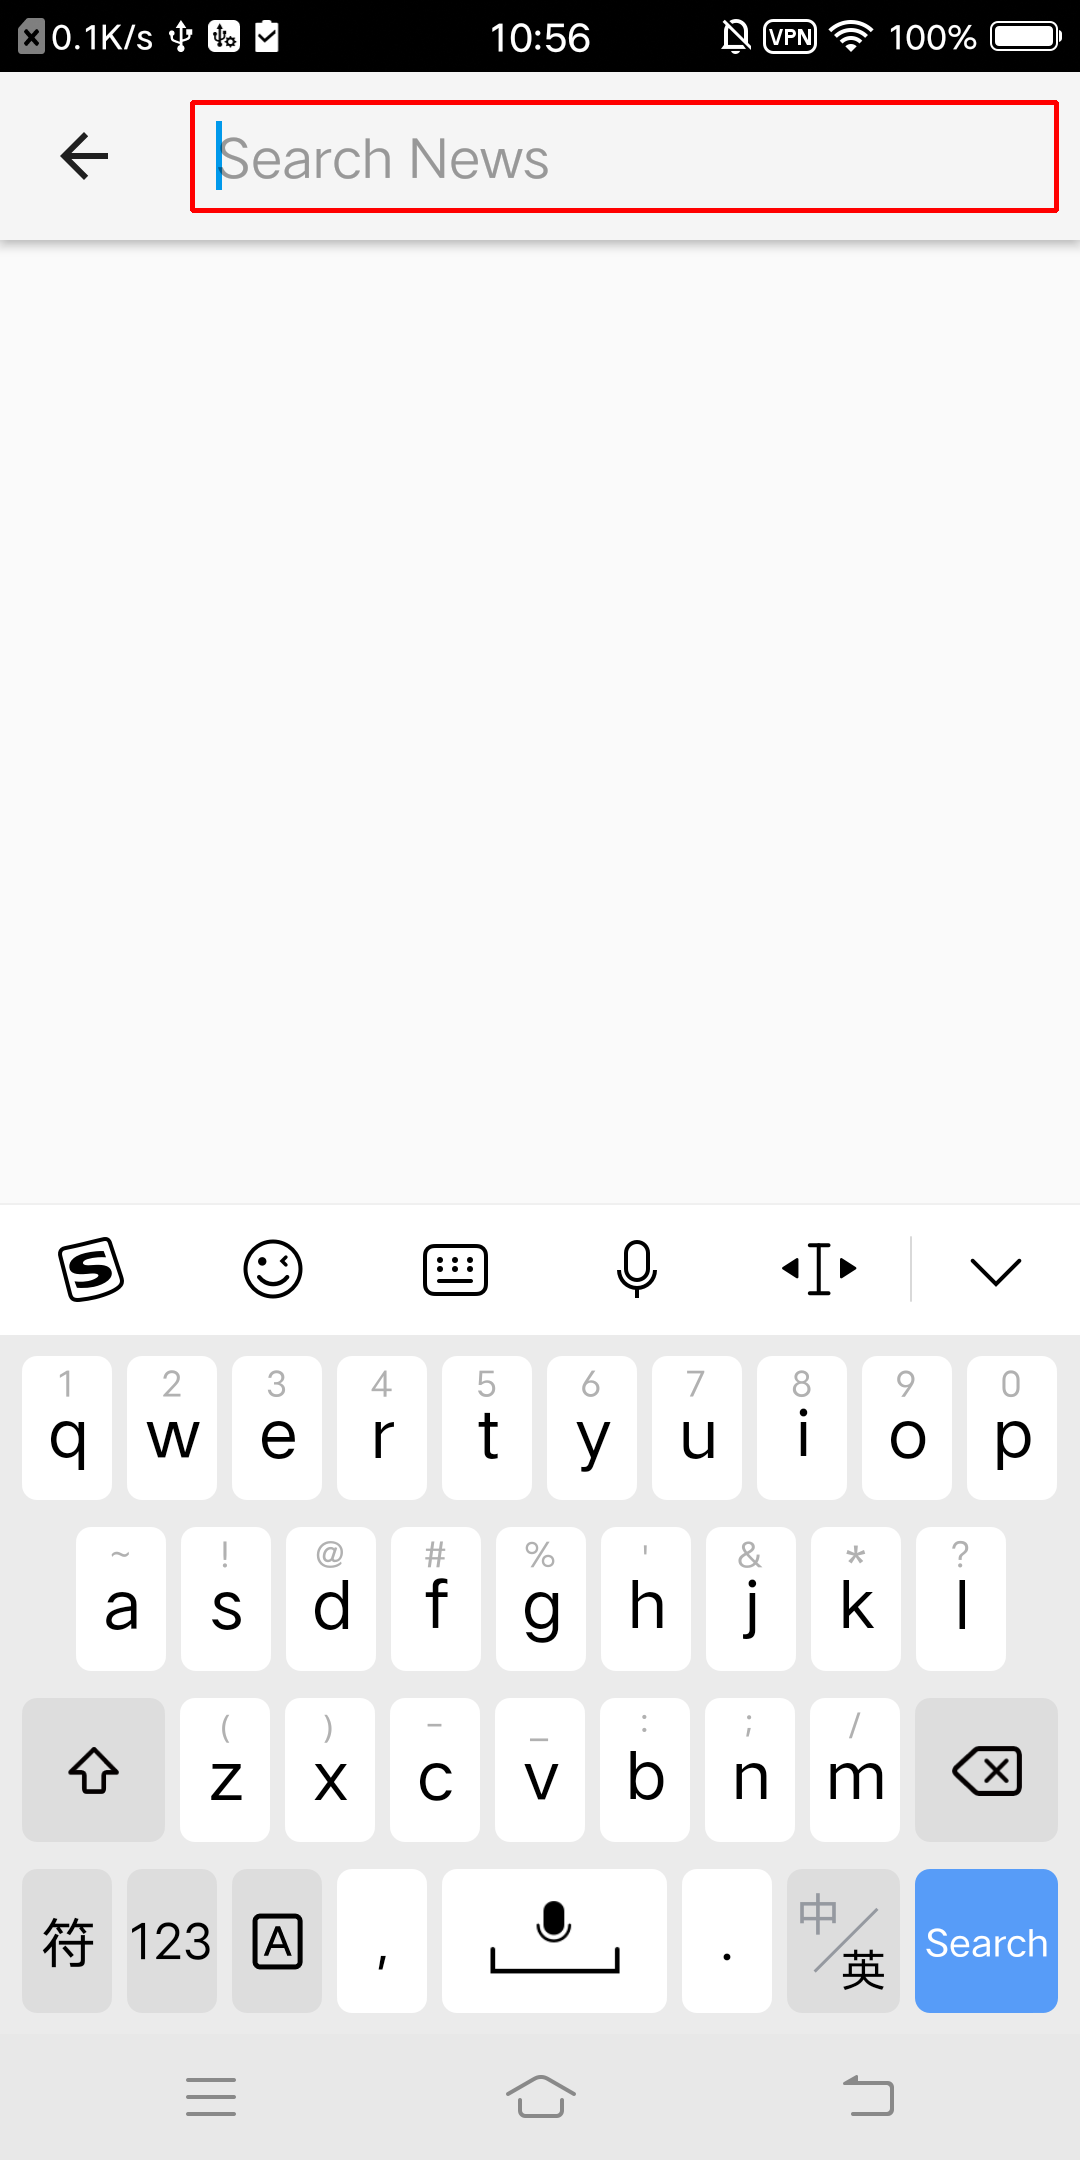 0.1K/s 10:56 VPN 100%
Search News
1 2 3 4 5 6 7 8 9 0
q w e r t y u i o p
~ ! @ # % ' & * ?
a s d f g h j k l
( ) - _ : ; /
z x c v b n m
符 123 A , . 中/英 Search